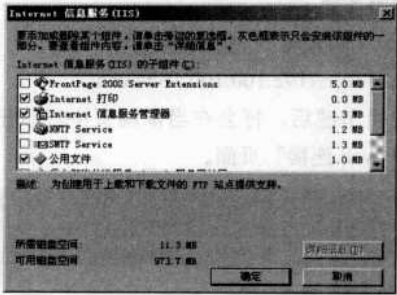 Internet 信息服务(IIS)
要添加或删除某个组件，请单击旁边的复选框。灰色框表示只会安装该组件的一
部分。要查看组件内容，请单击“详细信息”。
Internet 信息服务(IIS) 的子组件(C):
FrontPage 2002 Server Extensions 5.0 MB
Internet 打印 0.0 MB
Internet 信息服务管理器 1.3 MB
NNTP Service 1.2 MB
SMTP Service 1.3 MB
公用文件 1.0 MB
描述: 为创建用于上载和下载文件的 FTP 站点提供支持。
所需磁盘空间: 11.3 MB
详细信息(D)
可用磁盘空间: 973.7 MB
确定 取消